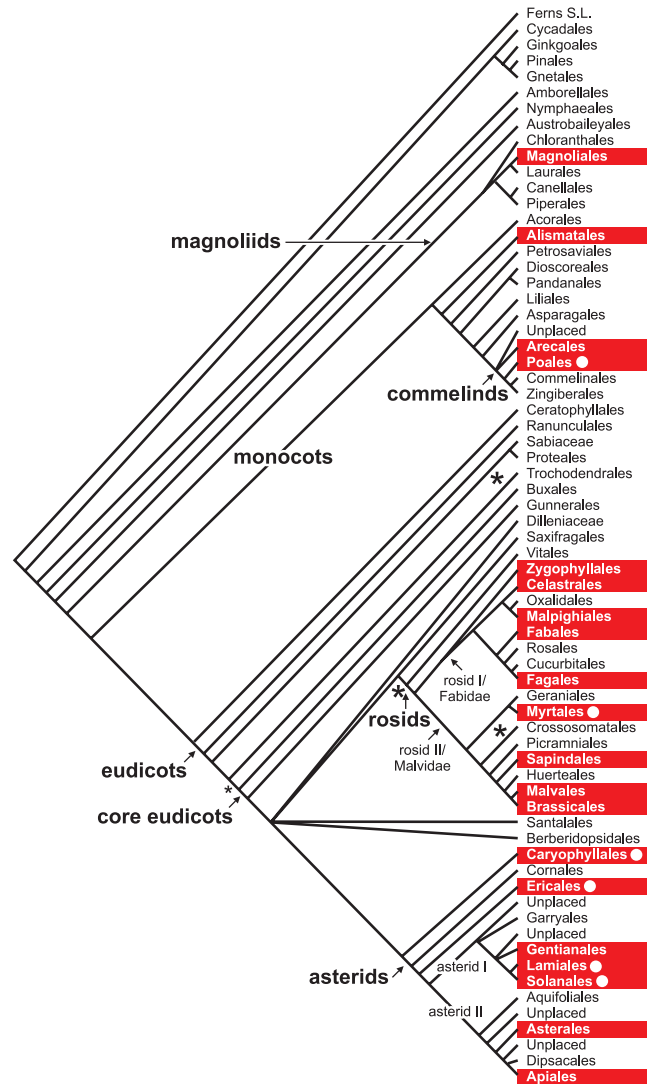 Ferns S.L.
Cycadales
Ginkgoales
Pinales
Gnetales
Amborellales
Nymphaeales
Austrobaileyales
Chloranthales
Magnoliales
Laurales
Canellales
Piperales
Acorales
magnoliids
Alismatales
Petrosaviales
Dioscoreales
Pandanales
Liliales
Asparagales
Unplaced
Arecales
Poales
Commelinales
commelinds
Zingiberales
Ceratophyllales
Ranunculales
Sabiaceae
monocots
Proteales
Trochodendrales
*
Buxales
Gunnerales
Dilleniaceae
Saxifragales
Vitales
Zygophyllales
Celastrales
Oxalidales
Malpighiales
Fabales
Rosales
Cucurbitales
Fagales
rosid I/
Fabidae
*
Geraniales
Myrtales
rosids
Crossosomatales
*
Picramniales
rosid II/
Malvidae
Sapindales
eudicots
Huerteales
Malvales
*
Brassicales
core eudicots
Santalales
Berberidopsidales
Caryophyllales
Cornales
Ericales
Unplaced
Garryales
Unplaced
Gentianales
asterid I
Lamiales
asterids
Solanales
Aquifoliales
asterid II
Unplaced
Asterales
Unplaced
Dipsacales
Apiales